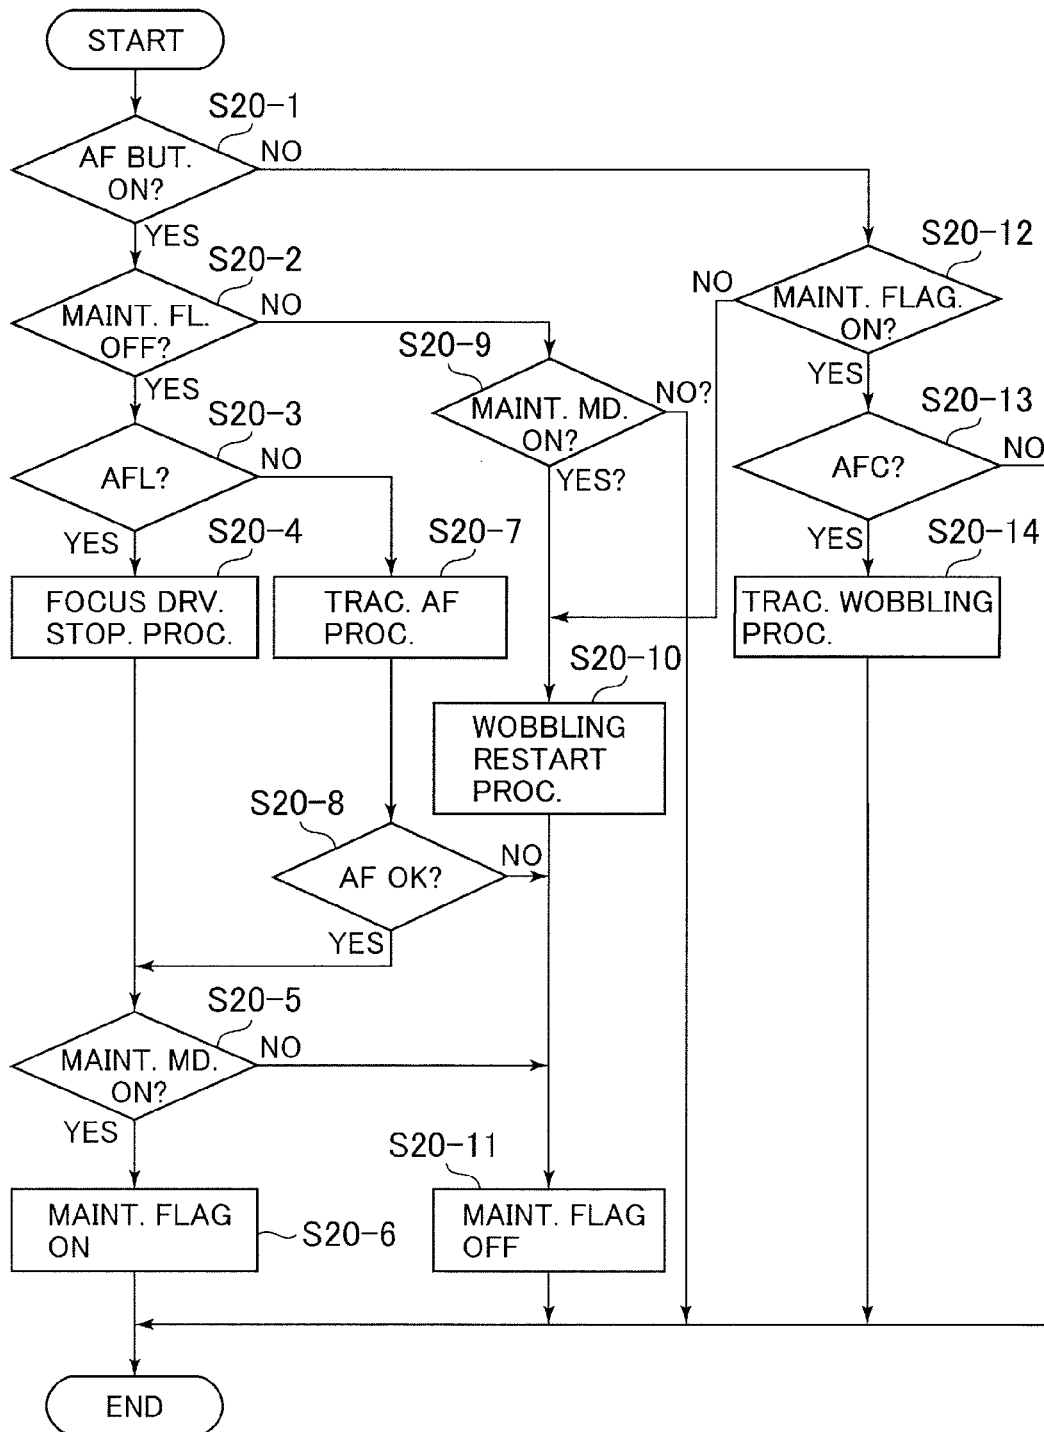 START
S20-1
AF BUT.
ON?
NO
YES
S20-2
MAINT. FL.
OFF?
NO
YES
S20-12
MAINT. FLAG.
ON?
NO
YES
S20-9
MAINT. MD.
ON?
NO?
YES?
S20-3
AFL?
NO
YES
S20-13
AFC?
NO
YES
S20-4
FOCUS DRV.
STOP. PROC.
S20-7
TRAC. AF
PROC.
S20-14
TRAC. WOBBLING
PROC.
S20-10
WOBBLING
RESTART
PROC.
S20-8
AF OK?
NO
YES
S20-5
MAINT. MD.
ON?
NO
YES
S20-11
MAINT. FLAG
OFF
MAINT. FLAG
ON
S20-6
END